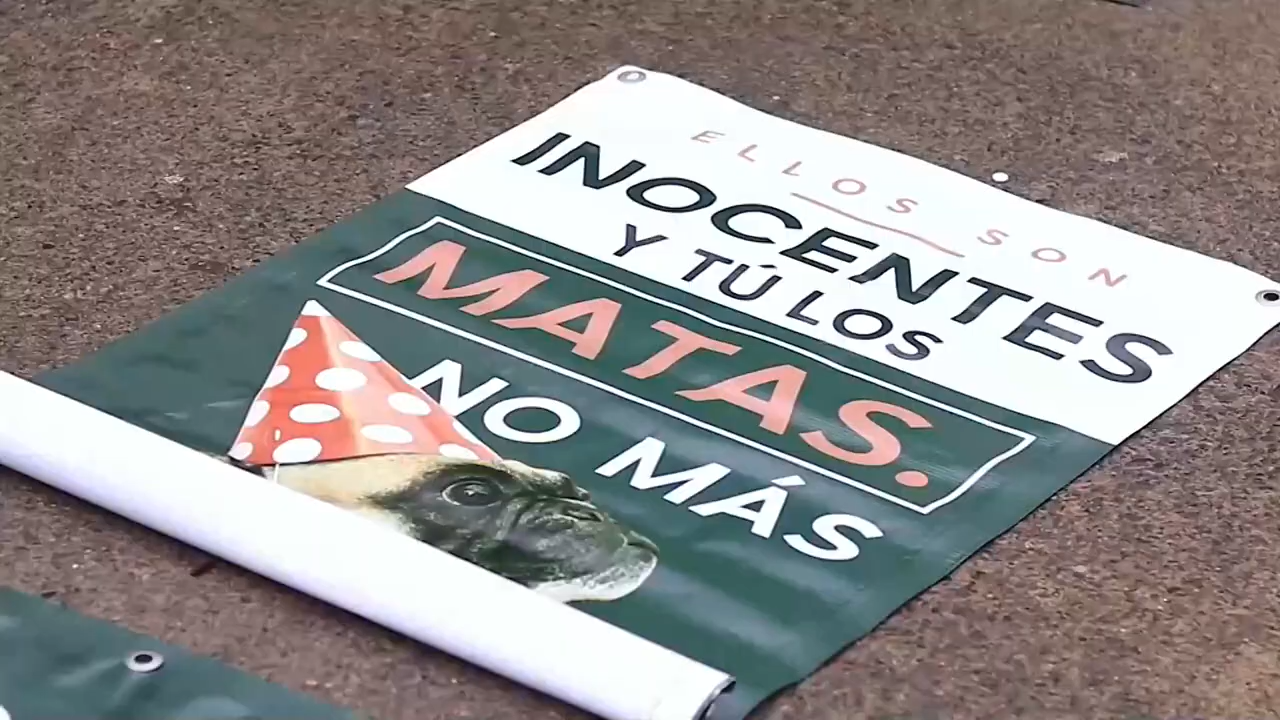 ELLOS SON
INOCENTES
Y TÚ LOS
MATAS.
NO MÁS